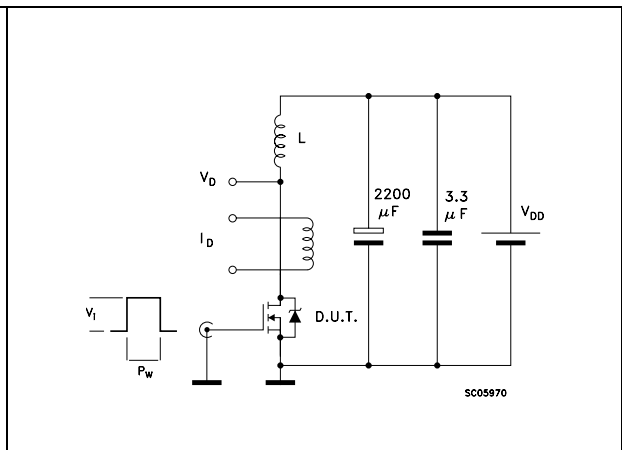 L
V_D
2200
μF
3.3
μF
V_DD
I_D
V_i
D.U.T.
P_W
SC05970